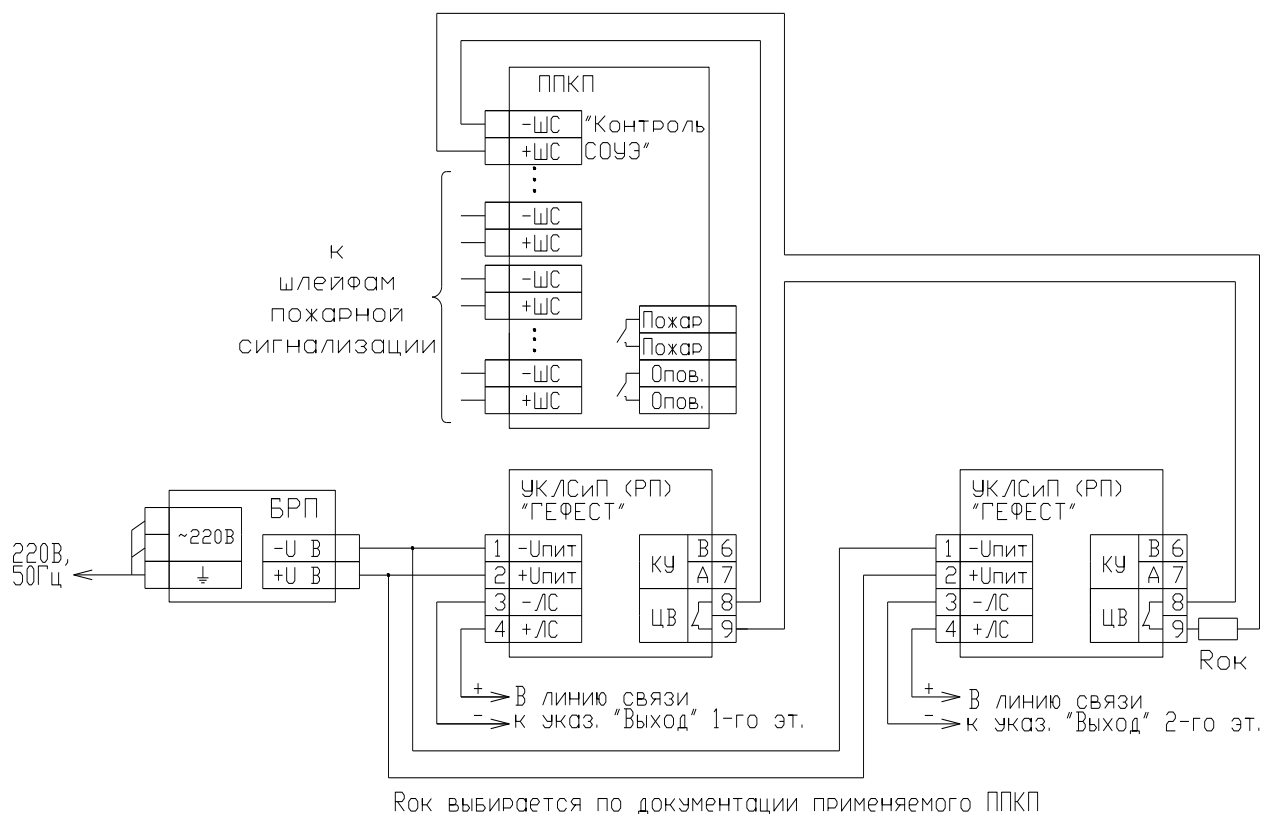 ППКП
-ШС "Контроль
+ШС СОУЭ"
-ШС
+ШС
-ШС
+ШС
-ШС
+ШС
к
шлейфам
пожарной
сигнализации
Пожар
Пожар
Опов.
Опов.
220В,
50Гц
БРП
~220В
-U В
+U В
УКЛСиП (РП)
"ГЕФЕСТ"
1 -Uпит
2 +Uпит
3 -ЛС
4 +ЛС
КУ
В 6
А 7
ЦВ
8
9
+ В линию связи
- к указ. "Выход" 1-го эт.
УКЛСиП (РП)
"ГЕФЕСТ"
1 -Uпит
2 +Uпит
3 -ЛС
4 +ЛС
КУ
В 6
А 7
ЦВ
8
9
Rок
+ В линию связи
- к указ. "Выход" 2-го эт.
Rок выбирается по документации применяемого ППКП